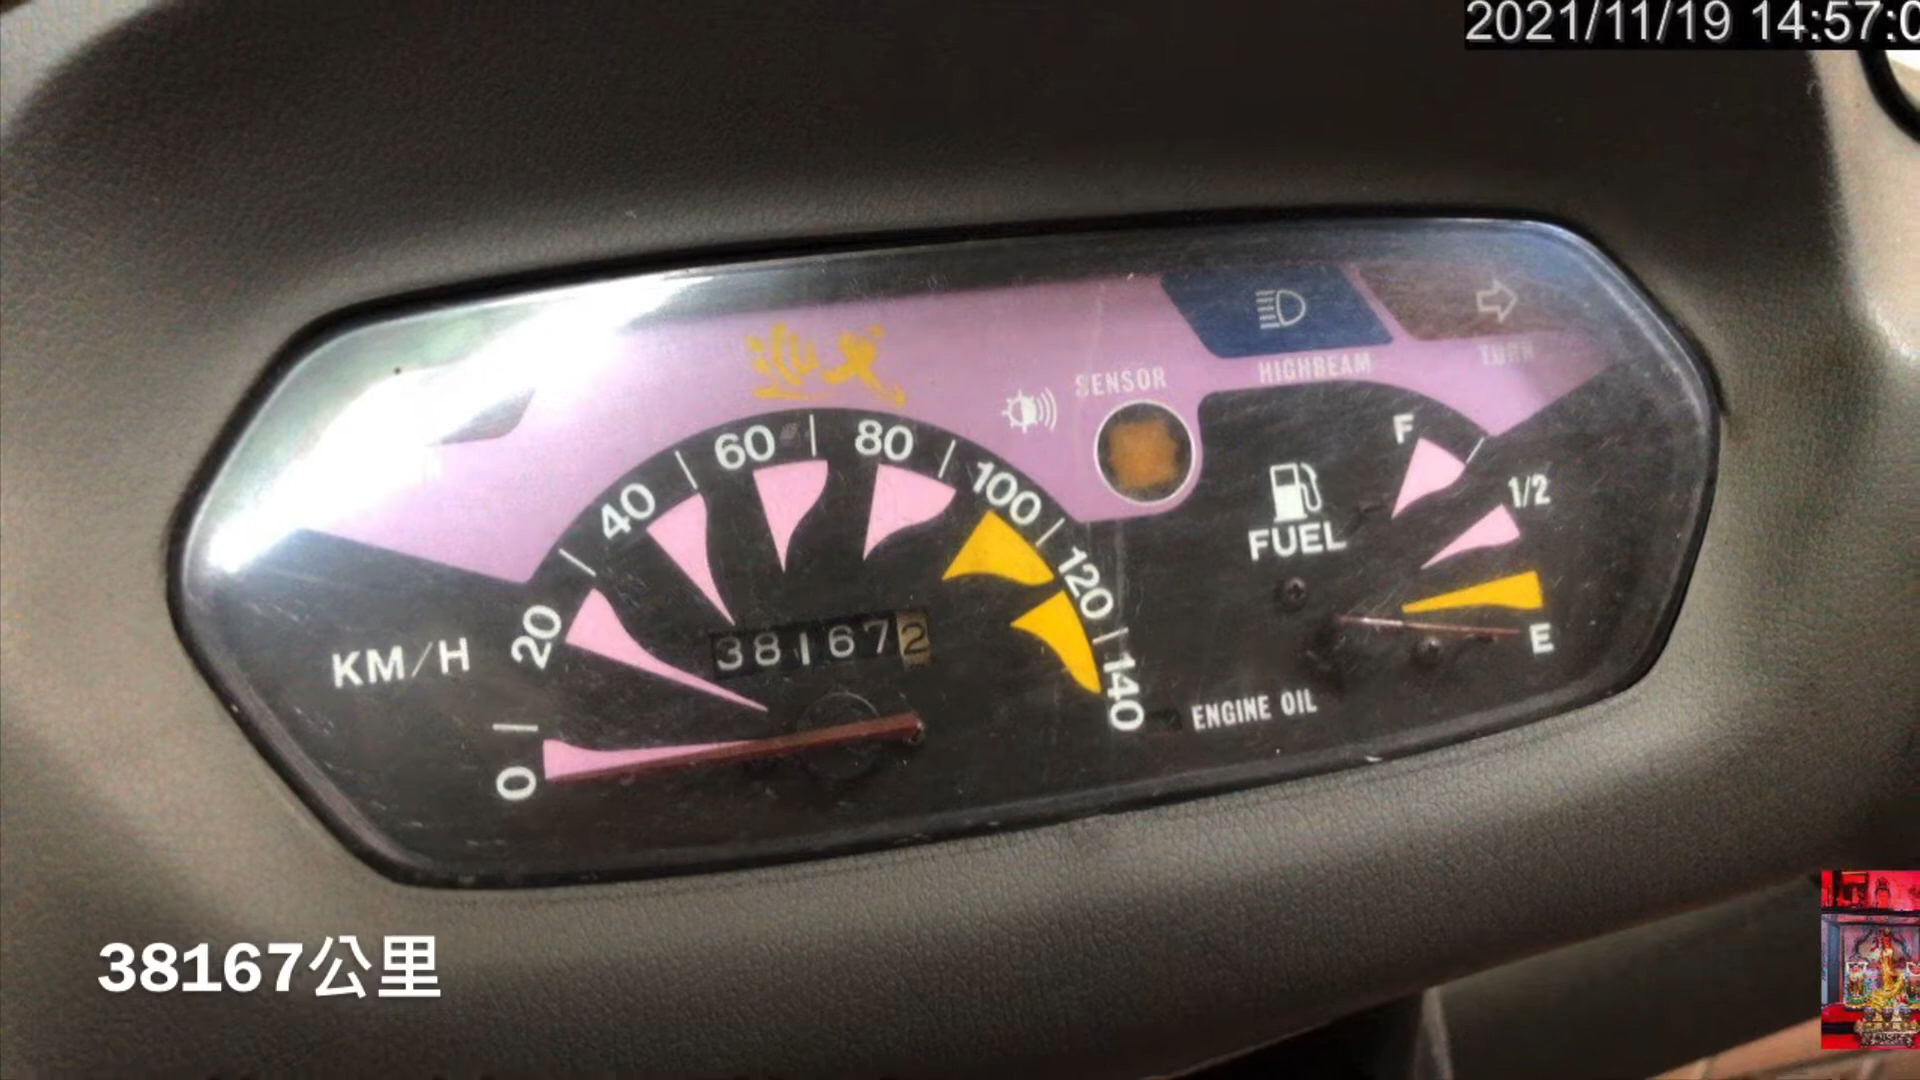 2021/11/19 14:57:0
HIGHBEAM
TURN
SENSOR
0
20
40
60
80
100
120
140
KM/H
381672
F
1/2
E
FUEL
ENGINE OIL
38167公里